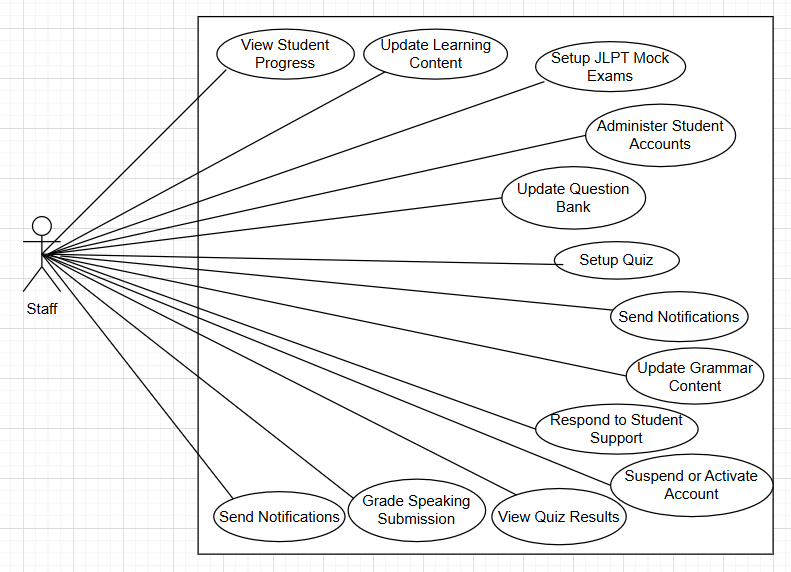 View Student
Progress
Update Learning
Content
Setup JLPT Mock
Exams
Administer Student
Accounts
Update Question
Bank
Setup Quiz
Staff
Send Notifications
Update Grammar
Content
Respond to Student
Support
Suspend or Activate
Account
Send Notifications
Grade Speaking
Submission
View Quiz Results